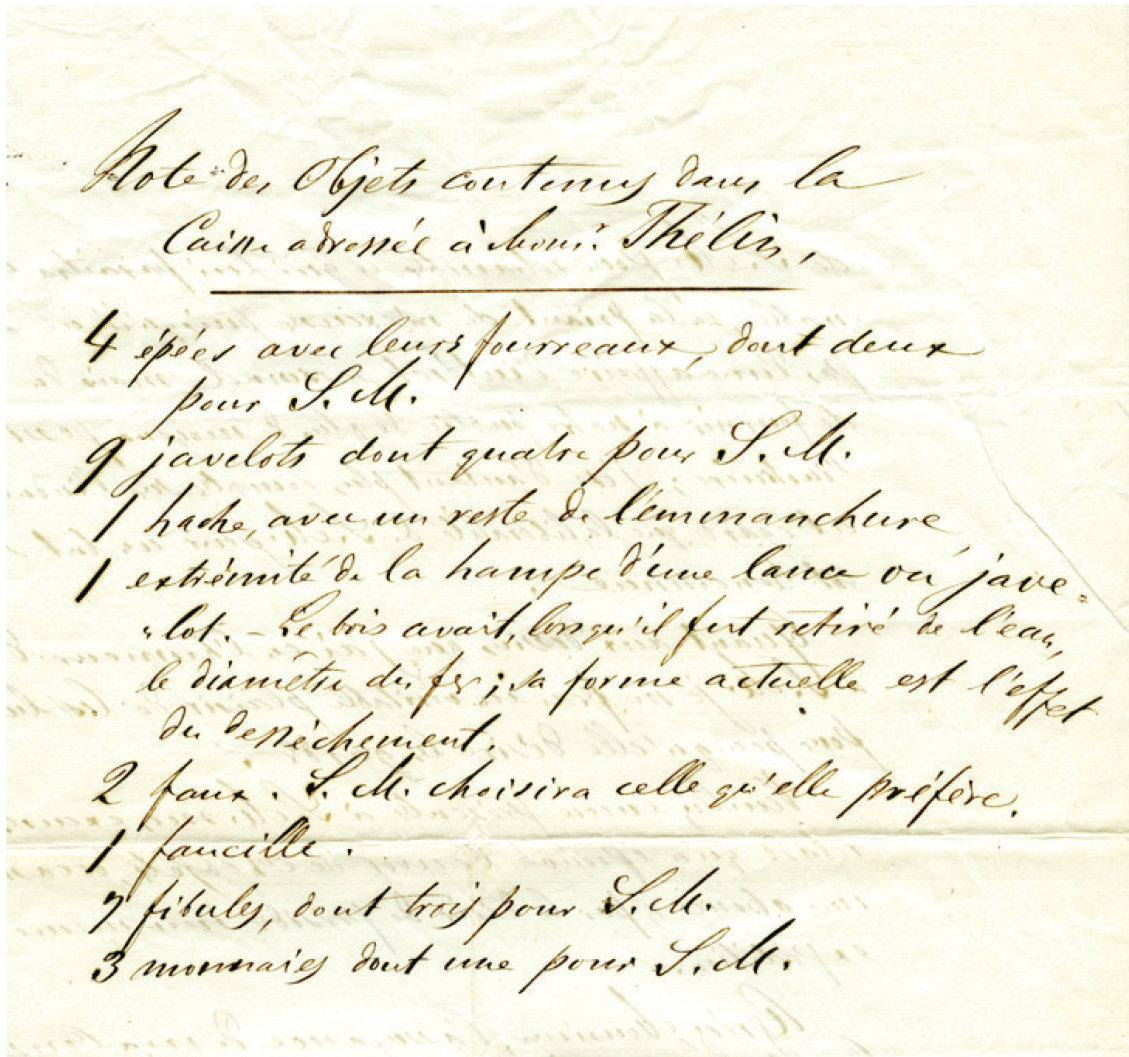 Note des Objets contenus dans la
Caisse adressée à Monsr. Thélin,
4 épées avec leurs fourreaux, dont deux
pour S. M.
9 javelots dont quatre pour S. M.
1 hache, avec un reste de l'emmanchure
1 extrémité de la hampe d'une lance ou jave-
"lot. – Le bois avait, lorsqu'il fut retiré de l'eau,
le diamètre du fer; sa forme actuelle est l'effet
du dessèchement.
2 faux. S. M. choisira celle qu'elle préfère.
1 faucille.
7 fibules, dont trois pour S. M.
3 monnaies dont une pour S. M.